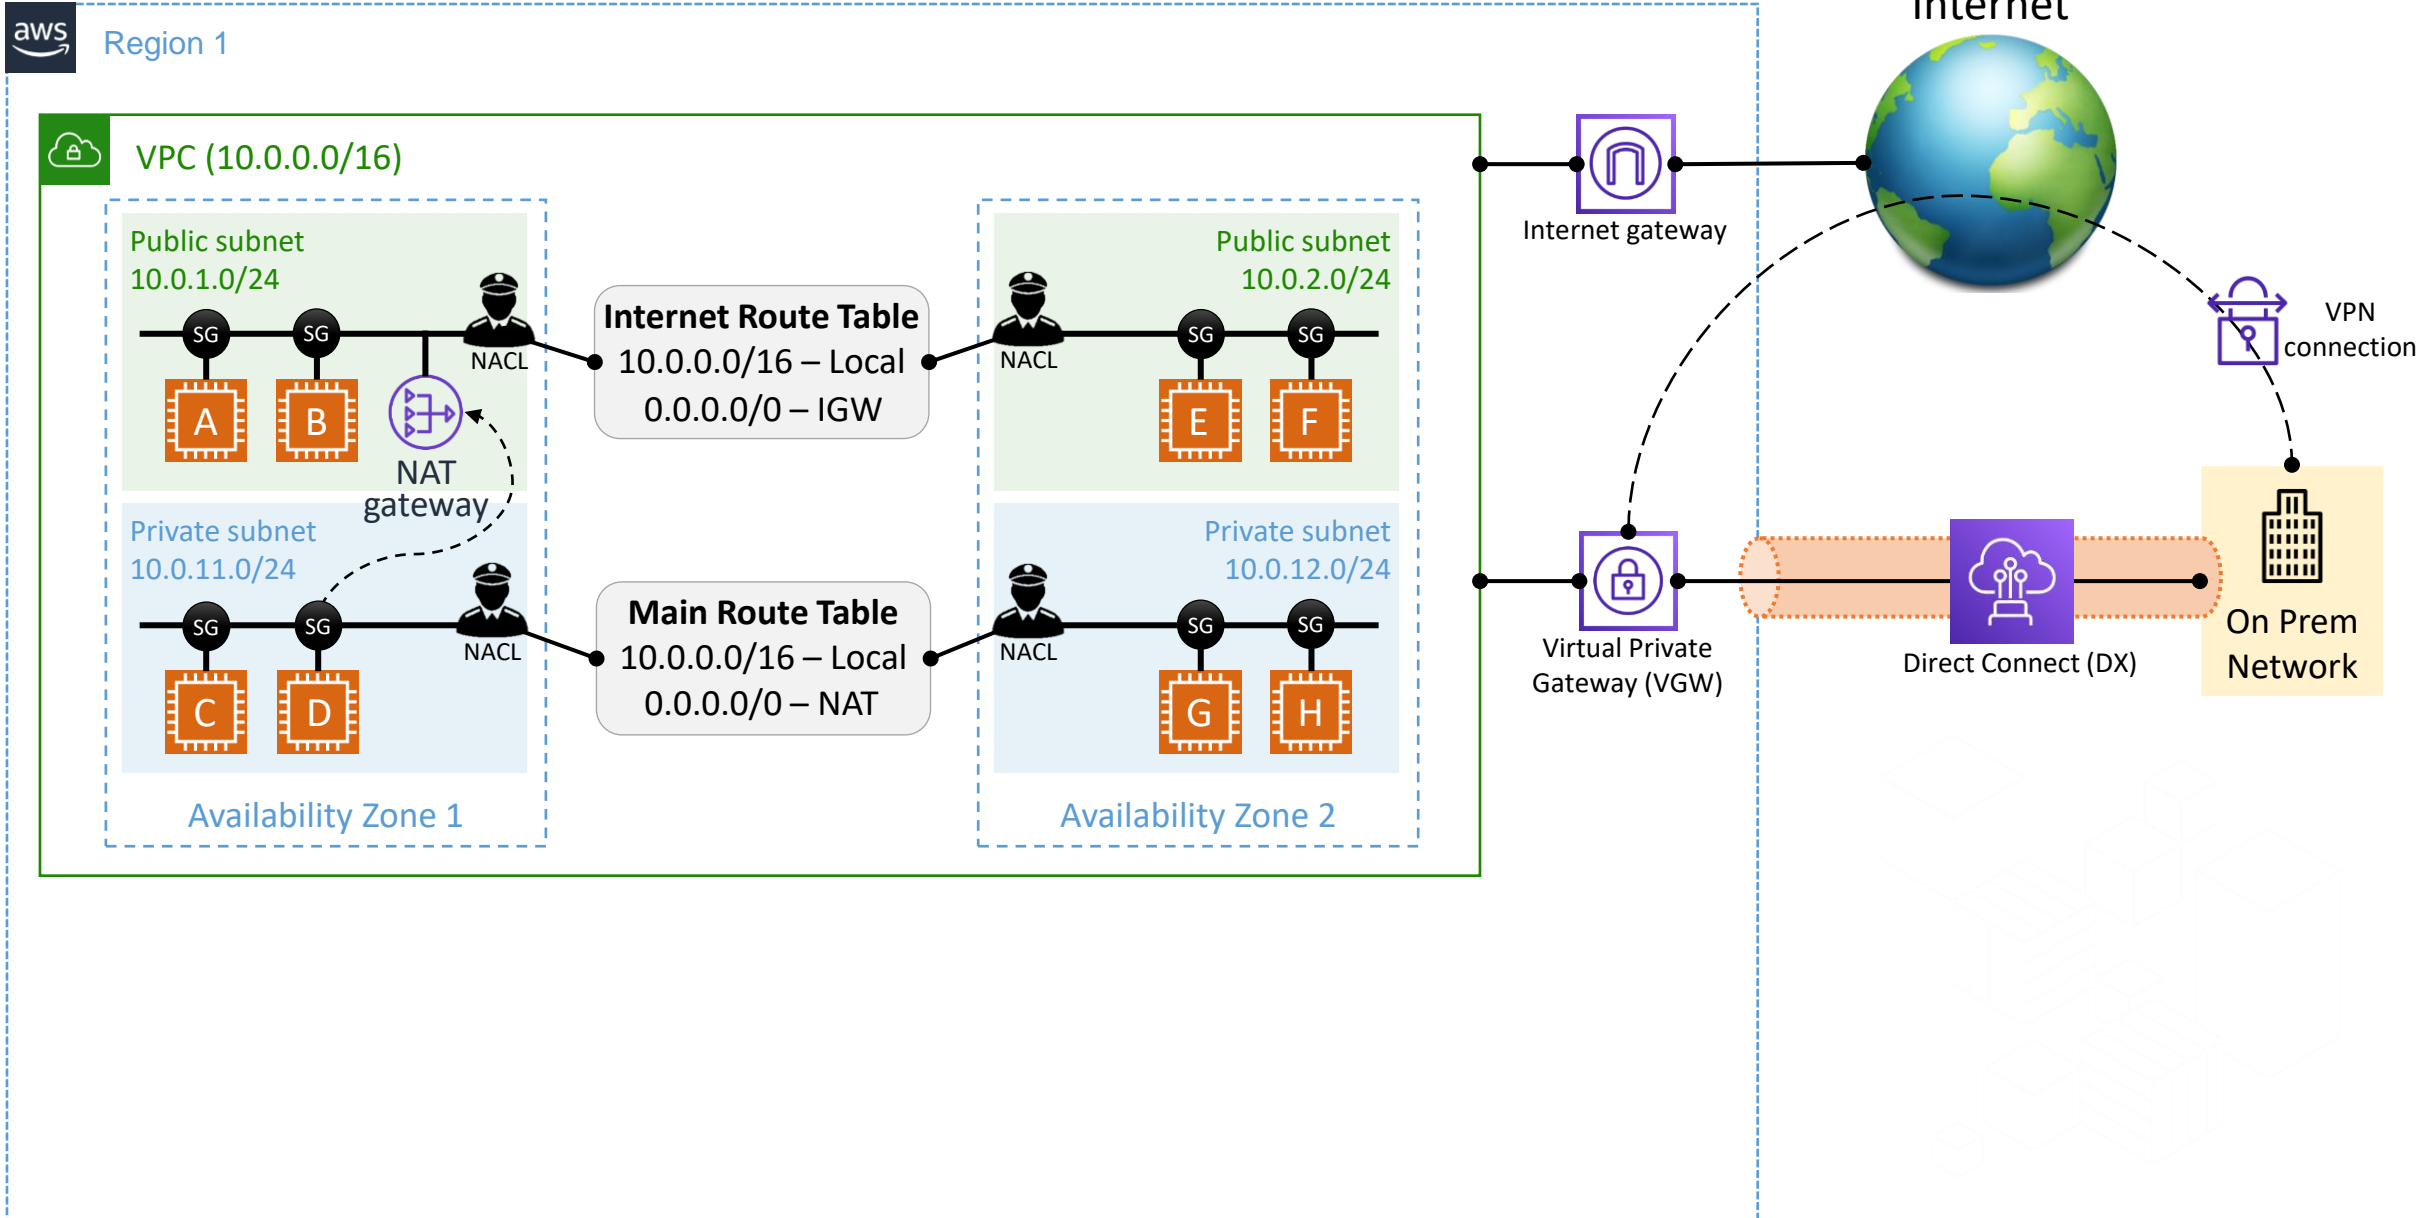 aws
Region 1
Internet
VPC (10.0.0.0/16)
Public subnet
10.0.1.0/24
SG
SG
NACL
A
B
NAT
gateway
Internet Route Table
10.0.0.0/16 – Local
0.0.0.0/0 – IGW
Public subnet
10.0.2.0/24
NACL
SG
SG
E
F
Private subnet
10.0.11.0/24
SG
SG
NACL
C
D
Main Route Table
10.0.0.0/16 – Local
0.0.0.0/0 – NAT
Private subnet
10.0.12.0/24
NACL
SG
SG
G
H
Availability Zone 1
Availability Zone 2
Internet gateway
VPN
connection
Virtual Private
Gateway (VGW)
Direct Connect (DX)
On Prem
Network